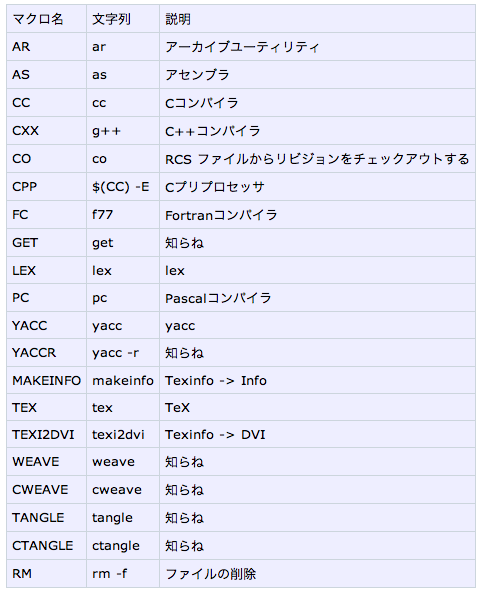 マクロ名 文字列 説明
AR ar アーカイブユーティリティ
AS as アセンブラ
CC cc Cコンパイラ
CXX g++ C++コンパイラ
CO co RCS ファイルからリビジョンをチェックアウトする
CPP $(CC) -E Cプリプロセッサ
FC f77 Fortranコンパイラ
GET get 知らね
LEX lex lex
PC pc Pascalコンパイラ
YACC yacc yacc
YACCR yacc -r 知らね
MAKEINFO makeinfo Texinfo -> Info
TEX tex TeX
TEXI2DVI texi2dvi Texinfo -> DVI
WEAVE weave 知らね
CWEAVE cweave 知らね
TANGLE tangle 知らね
CTANGLE ctangle 知らね
RM rm -f ファイルの削除